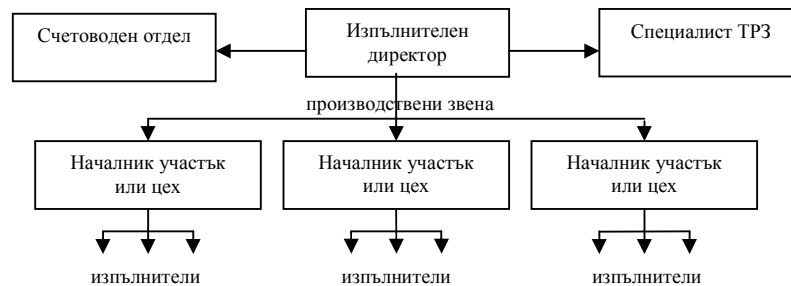 Счетоводен отдел
Изпълнителен
директор
Специалист ТРЗ
производствени звена
Началник участък
или цех
Началник участък
или цех
Началник участък
или цех
изпълнители
изпълнители
изпълнители